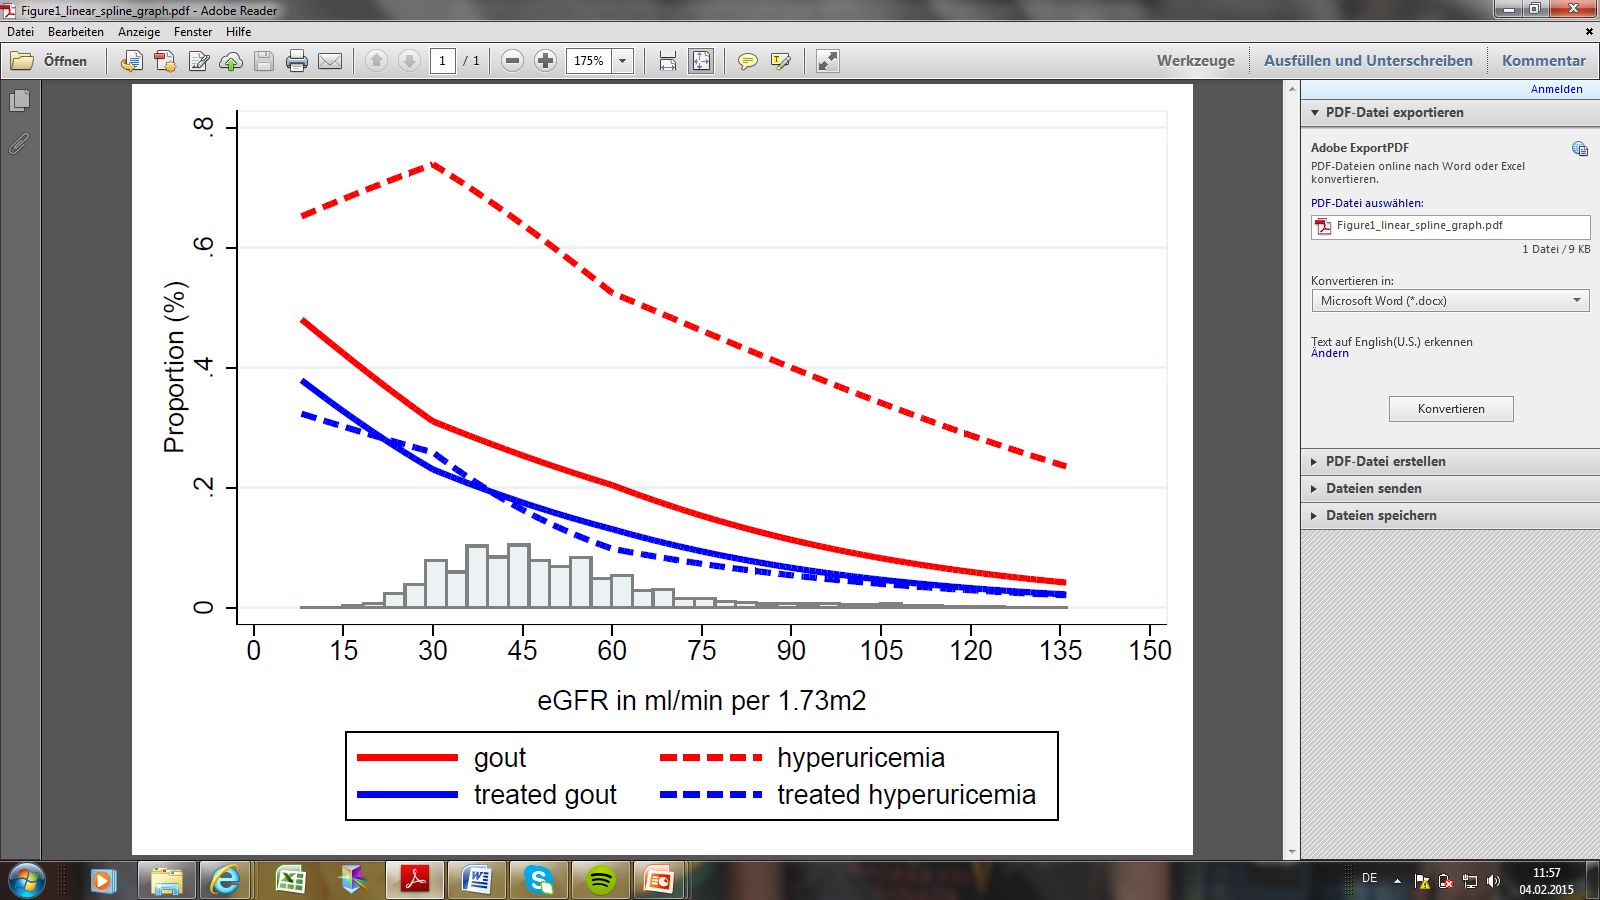 Figure1_linear_spline_graph.pdf - Adobe Reader
Datei Bearbeiten Anzeige Fenster Hilfe
Öffnen 1 / 1 175% Werkzeuge Ausfüllen und Unterschreiben Kommentar
Anmelden
PDF-Datei exportieren
Adobe ExportPDF
PDF-Dateien online nach Word oder Excel
konvertieren.
PDF-Datei auswählen:
Figure1_linear_spline_graph.pdf
1 Datei / 9 KB
Konvertieren in:
Microsoft Word (*.docx)
Text auf English(U.S.) erkennen
Ändern
Konvertieren
PDF-Datei erstellen
Dateien senden
Dateien speichern
Proportion (%)
.8
.6
.4
.2
0
0 15 30 45 60 75 90 105 120 135 150
eGFR in ml/min per 1.73m2
gout hyperuricemia
treated gout treated hyperuricemia
DE 11:57
04.02.2015